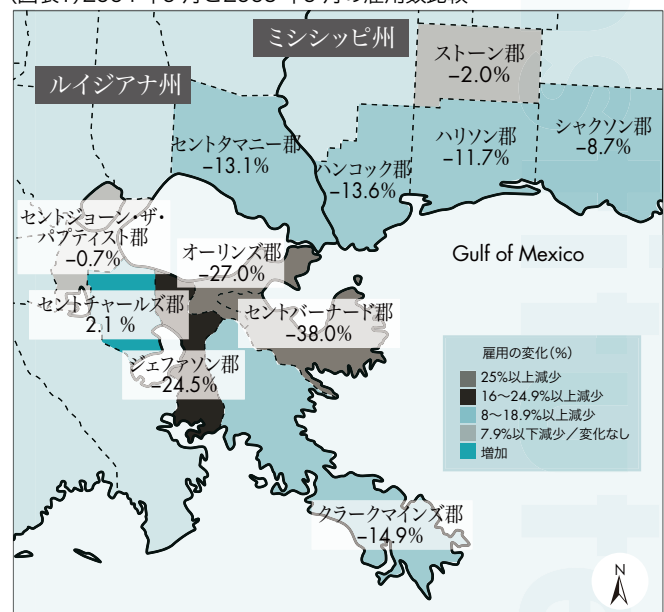 ミシシッピ州
ルイジアナ州
ストーン郡
−2.0%
セントタマニー郡
−13.1%
ハンコック郡
−13.6%
ハリソン郡
−11.7%
シャクソン郡
−8.7%
セントジョーン・ザ・
パプティスト郡
−0.7%
オーリンズ郡
−27.0%
Gulf of Mexico
セントチャールズ郡
2.1 %
セントバーナード郡
−38.0%
ジェファソン郡
−24.5%
雇用の変化(%)
25%以上減少
16〜24.9%以上減少
8〜18.9%以上減少
7.9%以下減少／変化なし
増加
クラークマインズ郡
−14.9%
N